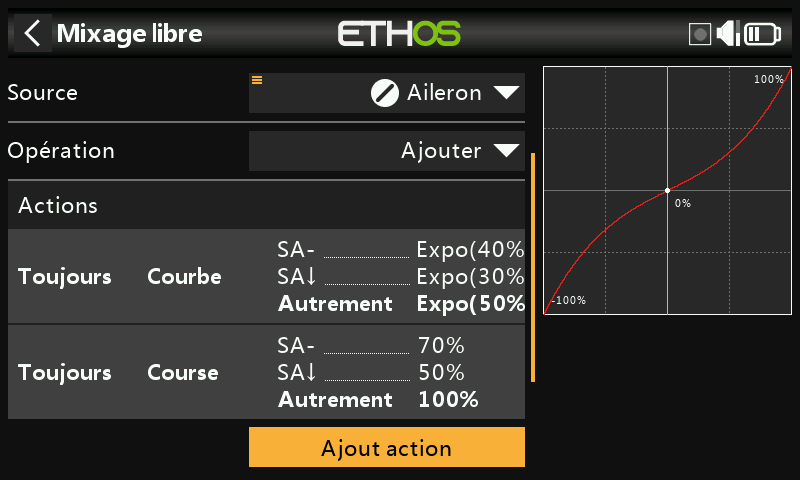 Mixage libre
ETHOS
Source
Aileron
Opération
Ajouter
Actions
Toujours Courbe
SA- Expo(40%
SA↓ Expo(30%
Autrement Expo(50%
Toujours Course
SA- 70%
SA↓ 50%
Autrement 100%
Ajout action
100%
0%
-100%